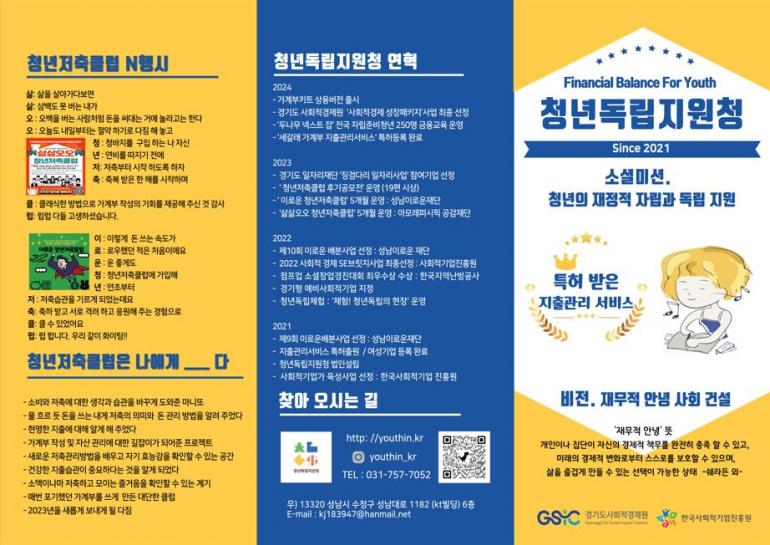 청년저축클럽 N행시
삶: 삶을 살아가다보면
삶: 삼백도 못 버는 내가
오 : 오백을 버는 사람처럼 돈을 써대는 거에 놀라고는 한다
오 : 오늘도 내일부터는 절약 하기로 다짐 해 놓고
청 : 청바지를 구입 하는 나 자신
년 : 연비를 따지기 전에
저: 저축부터 시작 하도록 하자
축 : 축복 받은 한 해를 시작하며
삶삶오오
청년저축클럽
클 : 클래식한 방법으로 가계부 작성의 기회를 제공해 주신 것 감사
럽: 럽럽 다들 고생하셨습니다.
이로운 청년저축클럽
이 : 이렇게 돈 쓰는 속도가
로 : 로우했던 적은 처음이에요
운 : 운 좋게도
청 : 청년저축클럽에 가입해
년 : 연초부터
저 : 저축습관을 기르게 되었는데요
축: 축하 받고 서로 격려 하고 응원해 주는 경험으로
클: 클 수 있었어요
럽: 럽 합니다. 우리 같이 화이팅!!
청년저축클럽은 나에게 ___ 다
- 소비와 저축에 대한 생각과 습관을 바꾸게 도와준 마니또
- 물 흐르 듯 돈을 쓰는 내게 저축의 의미와 돈 관리 방법을 알려 주었다
- 현명한 지출에 대해 알게 해 주었다
- 가계부 작성 및 자산 관리에 대한 길잡이가 되어준 프로젝트
- 새로운 저축관리방법을 배우고 자기 효능감을 확인할 수 있는 공간
- 건강한 지출습관이 중요하다는 것을 알게 되었다
- 소액이나마 저축하고 모이는 즐거움을 확인할 수 있는 계기
- 매번 포기했던 가계부를 쓰게 만든 대단한 클럽
- 2023년을 새롭게 보내게 될 다짐
청년독립지원청 연혁
2024
- 가계부키트 상용버전 출시
- 경기도 사회적경제원 '사회적경제 성장패키지'사업 최종 선정
- '두나무 넥스트 잡' 전국 자립준비청년 250명 금융교육 운영
- '세갈래 가계부 지출관리서비스' 특허등록 완료
2023
- 경기도 일자리재단 '징검다리 일자리사업' 참여기업 선정
- ' 청년저축클럽 후기공모전' 운영 (19편 시상)
- ' 이로운 청년저축클럽' 5개월 운영 : 성남이로운재단
- '삶삶오오 청년저축클럽' 5개월 운영 : 아모레퍼시픽 공감재단
2022
- 제10회 이로운 배분사업 선정 : 성남이로운 재단
- 2022 사회적 경제 SE브릿지사업 최종선정 : 사회적기업진흥원
- 점프업 소셜창업경진대회 최우수상 수상 : 한국지역난방공사
- 경기형 예비사회적기업 지정
- 청년독립체험 : '체험! 청년독립의 현장' 운영
2021
- 제9회 이로운배분사업 선정 : 성남이로운재단
- 지출관리서비스 특허출원 / 여성기업 등록 완료
- 청년독립지원청 법인설립
- 사회적기업가 육성사업 선정 : 한국사회적기업 진흥원
찾아 오시는 길
청년독립지원청
http: //youthin_kr
youthin_kr
TEL : 031-757-7052
우) 13320 성남시 수정구 성남대로 1182 (kt빌딩) 6층
E-mail : kj183947@hanmail.net
Financial Balance For Youth
청년독립지원청
Since 2021
소셜미션.
청년의 재정적 자립과 독립 지원
특허 받은
지출관리 서비스
비전. 재무적 안녕 사회 건설
'재무적 안녕' 뜻
개인이나 집단이 자신의 경제적 책무를 완전히 충족 할 수 있고,
미래의 경제적 변화로부터 스스로를 보호할 수 있으며,
삶을 즐겁게 만들 수 있는 선택이 가능한 상태 -쉐라든 외-
GSIC 경기도사회적경제원
한국사회적기업진흥원